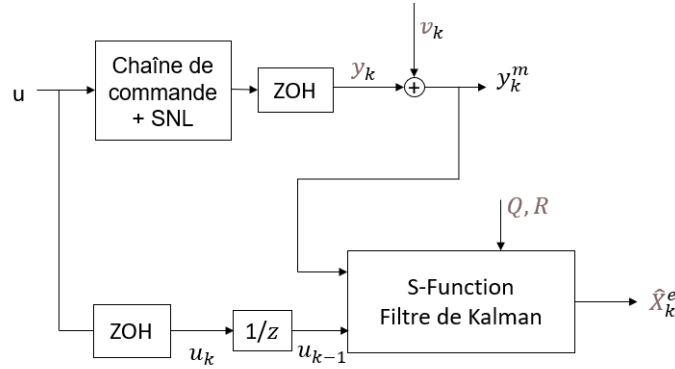 v_k
Chaîne de
commande
+ SNL
u
ZOH
y_k
+
y_k^m
Q, R
S-Function
Filtre de Kalman
X̂_k^e
ZOH
u_k
1/z
u_{k-1}